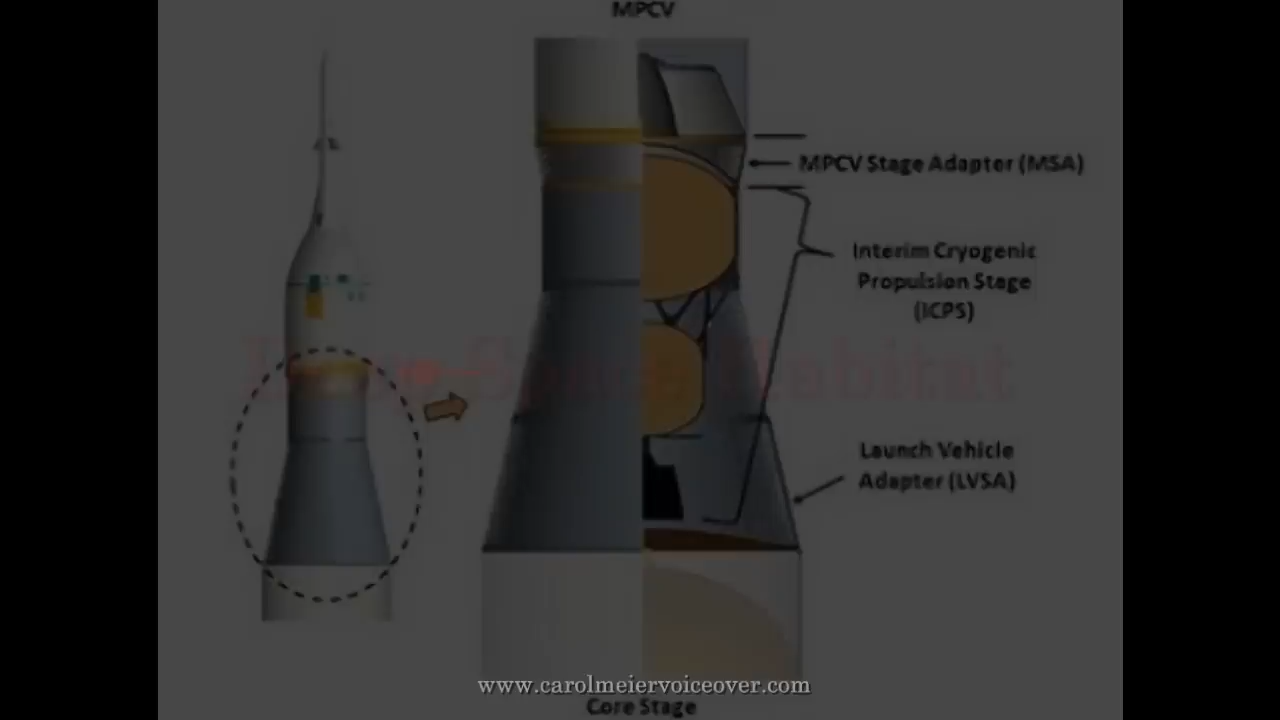 MPCV
MPCV Stage Adapter (MSA)
Interim Cryogenic
Propulsion Stage
(ICPS)
Habitat
Launch Vehicle
Adapter (LVSA)
www.carolmeiervoiceover.com
Core Stage